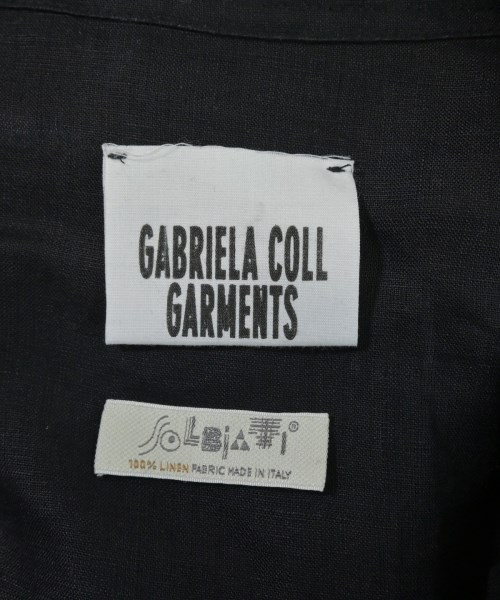 GABRIELA COLL
GARMENTS
SOLBIATI®
100% LINEN FABRIC MADE IN ITALY